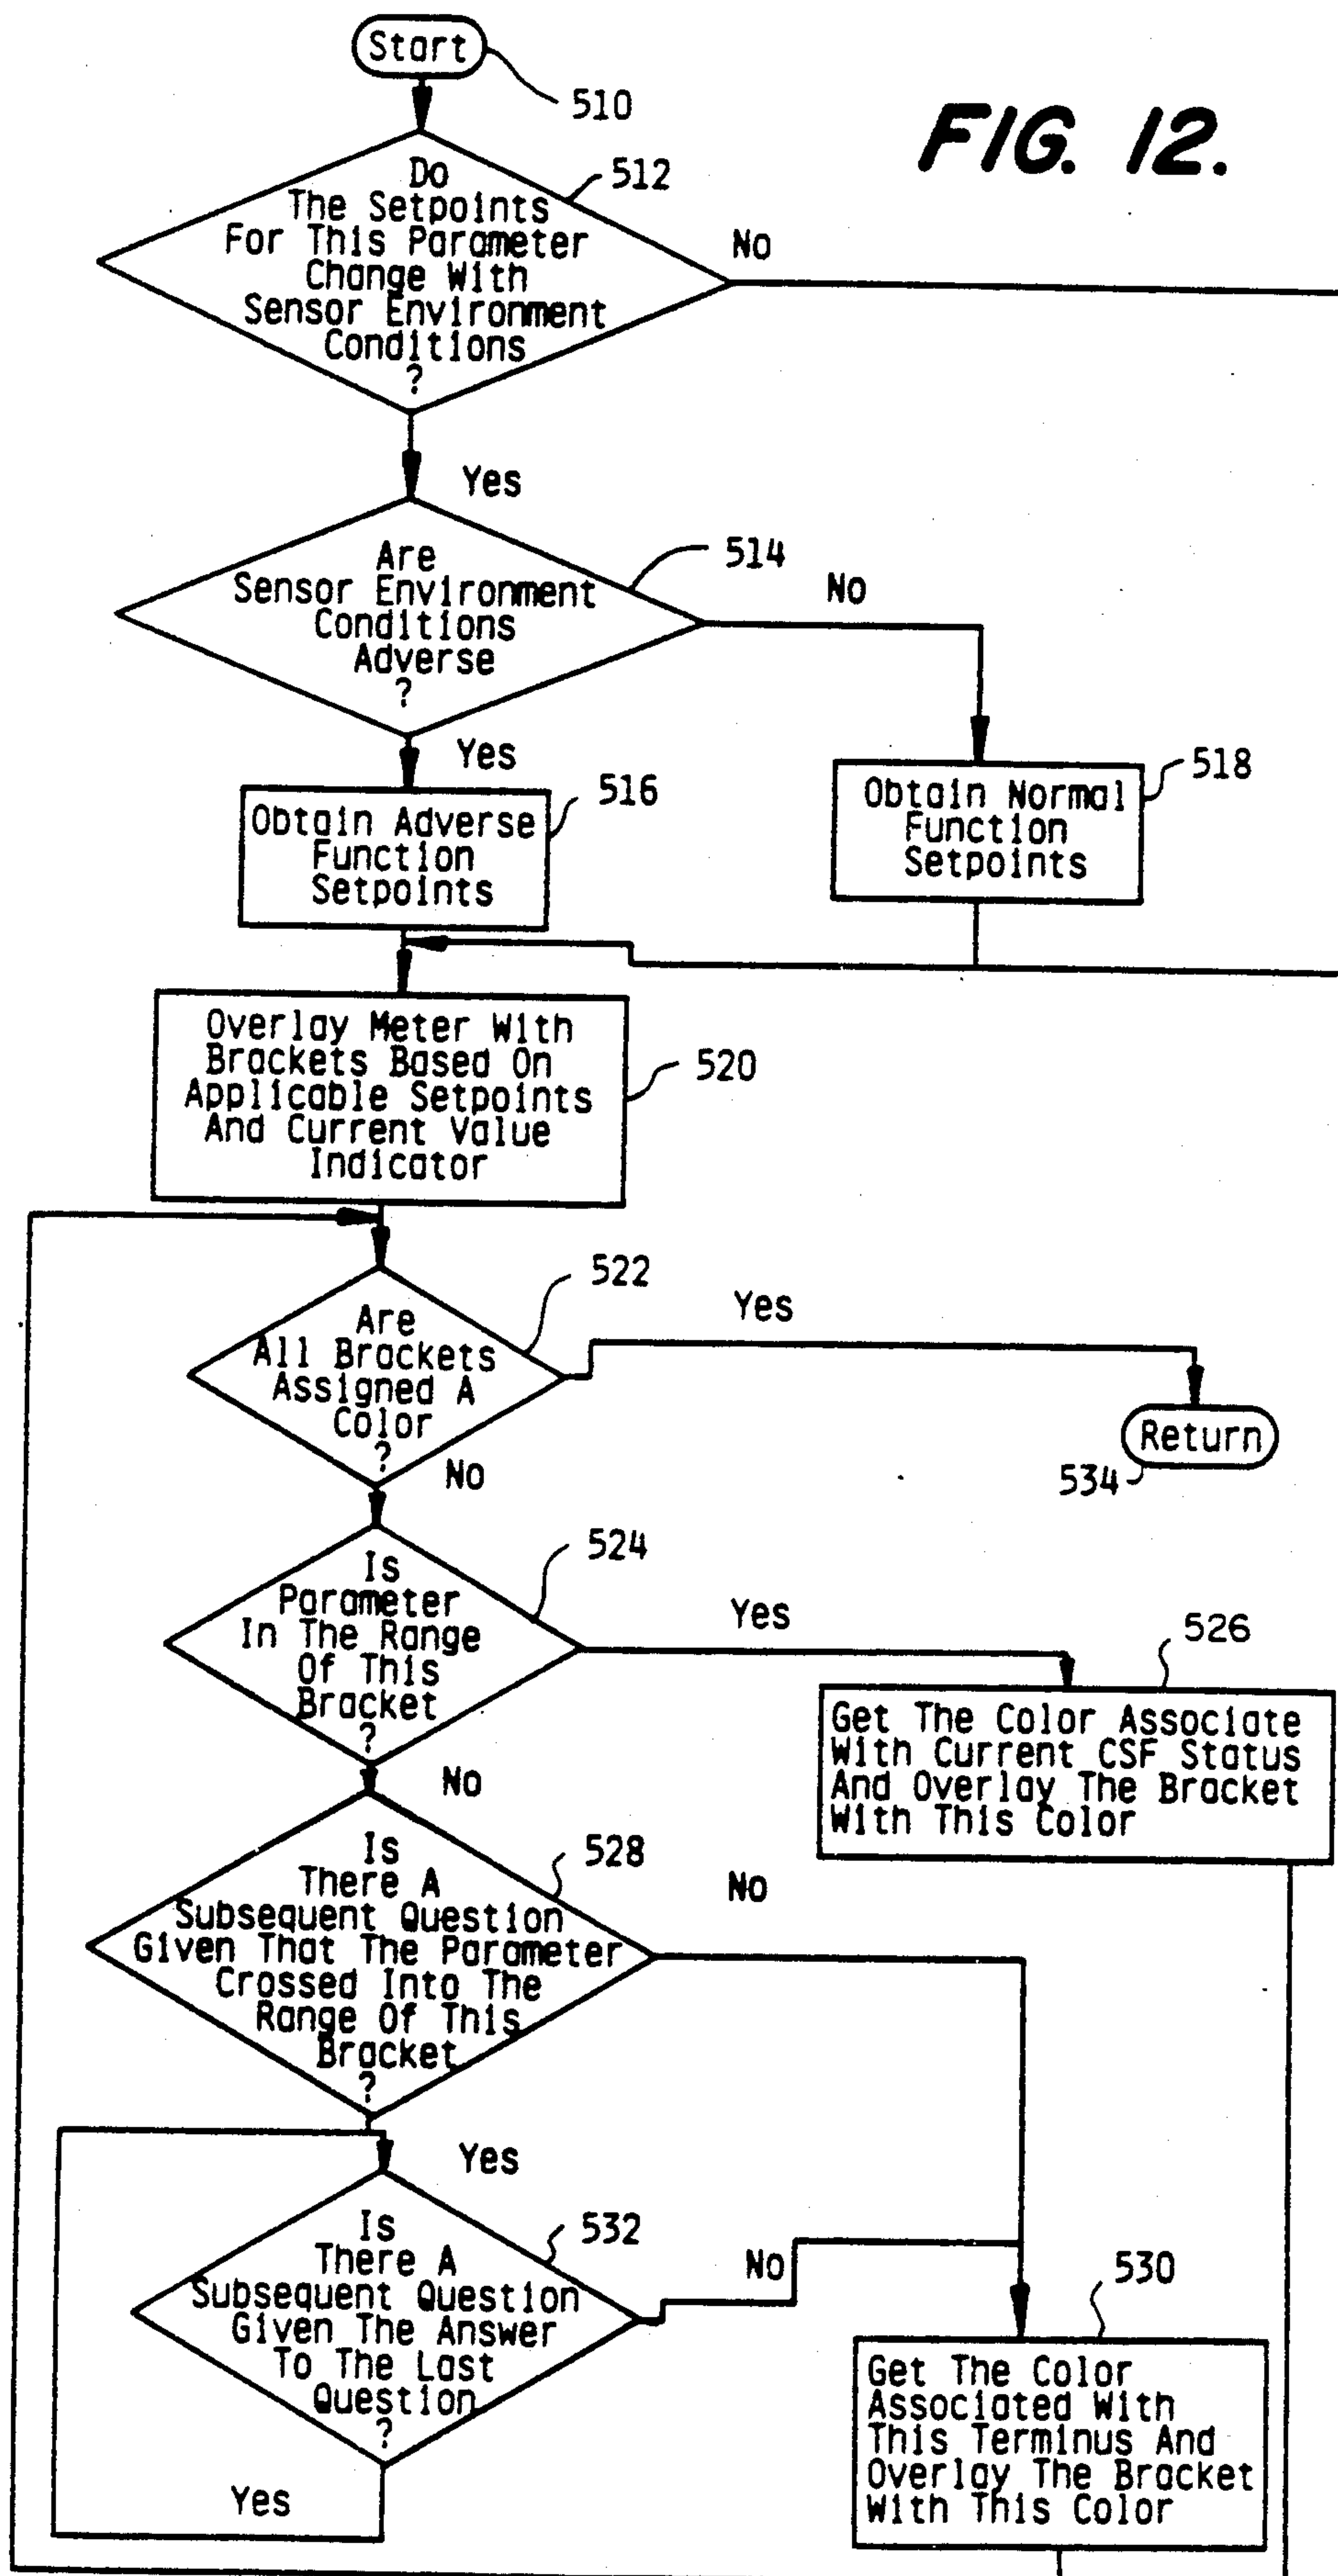 Start
510
FIG. 12.
Do
The Setpoints
For This Parameter
Change With
Sensor Environment
Conditions
?
512
No
Yes
Are
Sensor Environment
Conditions
Adverse
?
514
No
Yes
Obtain Adverse
Function
Setpoints
516
Obtain Normal
Function
Setpoints
518
Overlay Meter With
Brackets Based On
Applicable Setpoints
And Current Value
Indicator
520
Are
All Brackets
Assigned A
Color
?
522
Yes
Return
534
No
Is
Parameter
In The Range
Of This
Bracket
?
524
Yes
526
Get The Color Associate
With Current CSF Status
And Overlay The Bracket
With This Color
No
Is
There A
Subsequent Question
Given That The Parameter
Crossed Into The
Range Of This
Bracket
?
528
No
Yes
Is
There A
Subsequent Question
Given The Answer
To The Last
Question
?
532
No
530
Get The Color
Associated With
This Terminus And
Overlay The Bracket
With This Color
Yes